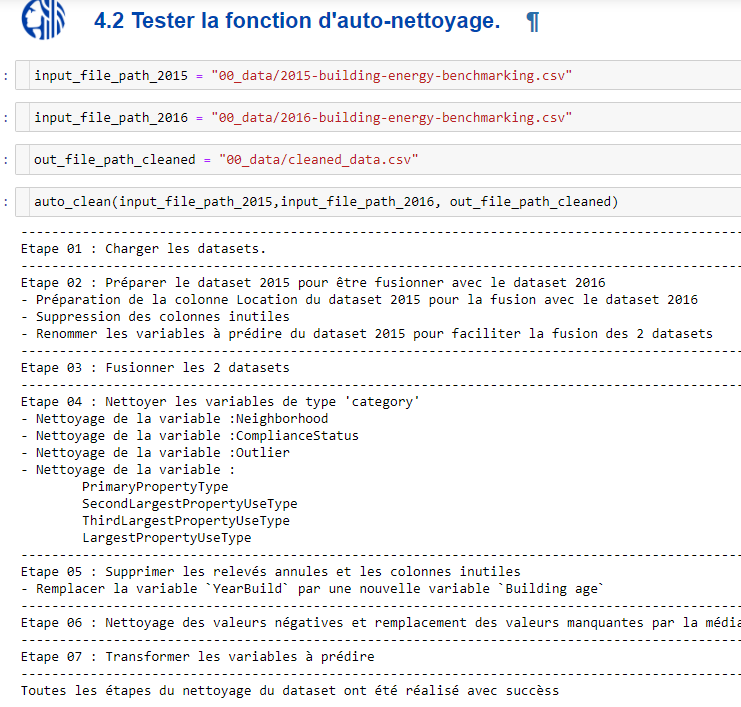 4.2 Tester la fonction d'auto-nettoyage. ¶
: input_file_path_2015 = "00_data/2015-building-energy-benchmarking.csv"
: input_file_path_2016 = "00_data/2016-building-energy-benchmarking.csv"
: out_file_path_cleaned = "00_data/cleaned_data.csv"
: auto_clean(input_file_path_2015,input_file_path_2016, out_file_path_cleaned)
Etape 01 : Charger les datasets.
Etape 02 : Préparer le dataset 2015 pour être fusionner avec le dataset 2016
- Préparation de la colonne Location du dataset 2015 pour la fusion avec le dataset 2016
- Suppression des colonnes inutiles
- Renommer les variables à prédire du dataset 2015 pour faciliter la fusion des 2 datasets
Etape 03 : Fusionner les 2 datasets
Etape 04 : Nettoyer les variables de type 'category'
- Nettoyage de la variable :Neighborhood
- Nettoyage de la variable :ComplianceStatus
- Nettoyage de la variable :Outlier
- Nettoyage de la variable :
PrimaryPropertyType
SecondLargestPropertyUseType
ThirdLargestPropertyUseType
LargestPropertyUseType
Etape 05 : Supprimer les relevés annules et les colonnes inutiles
- Remplacer la variable `YearBuild` par une nouvelle variable `Building age`
Etape 06 : Nettoyage des valeurs négatives et remplacement des valeurs manquantes par la média
Etape 07 : Transformer les variables à prédire
Toutes les étapes du nettoyage du dataset ont été réalisé avec succèss